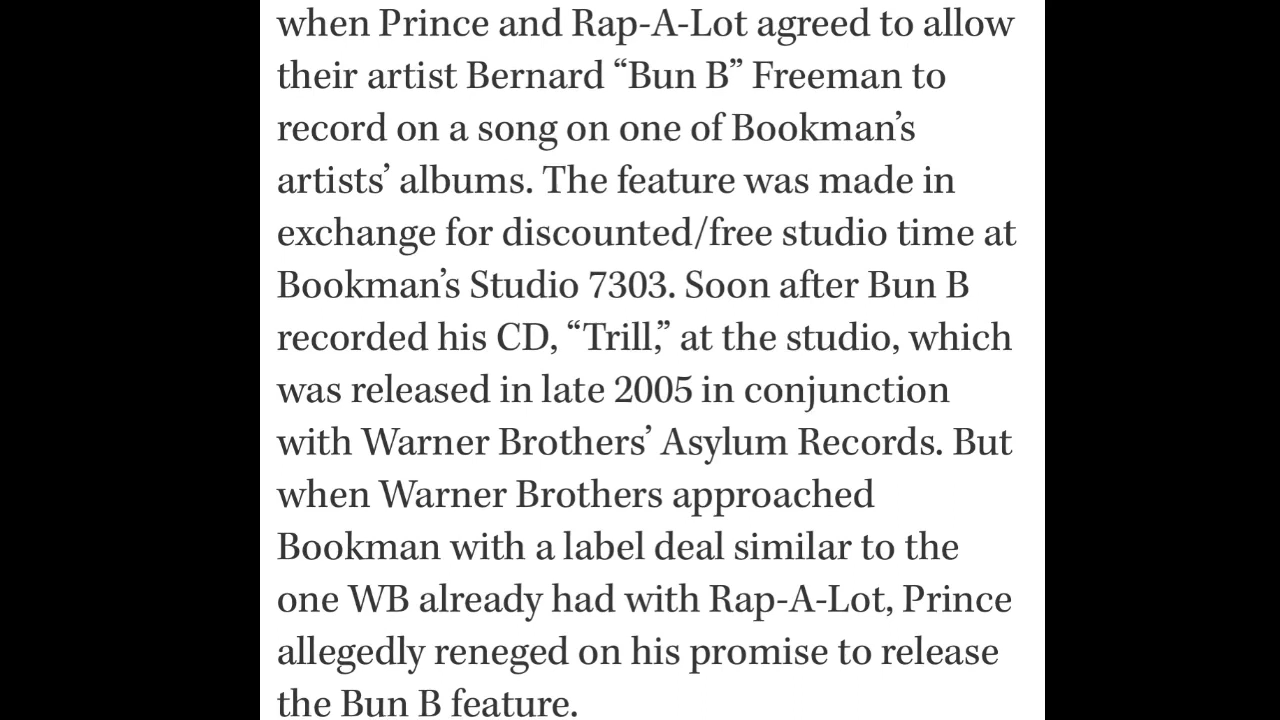 when Prince and Rap-A-Lot agreed to allow
their artist Bernard “Bun B” Freeman to
record on a song on one of Bookman’s
artists’ albums. The feature was made in
exchange for discounted/free studio time at
Bookman’s Studio 7303. Soon after Bun B
recorded his CD, “Trill,” at the studio, which
was released in late 2005 in conjunction
with Warner Brothers’ Asylum Records. But
when Warner Brothers approached
Bookman with a label deal similar to the
one WB already had with Rap-A-Lot, Prince
allegedly reneged on his promise to release
the Bun B feature.